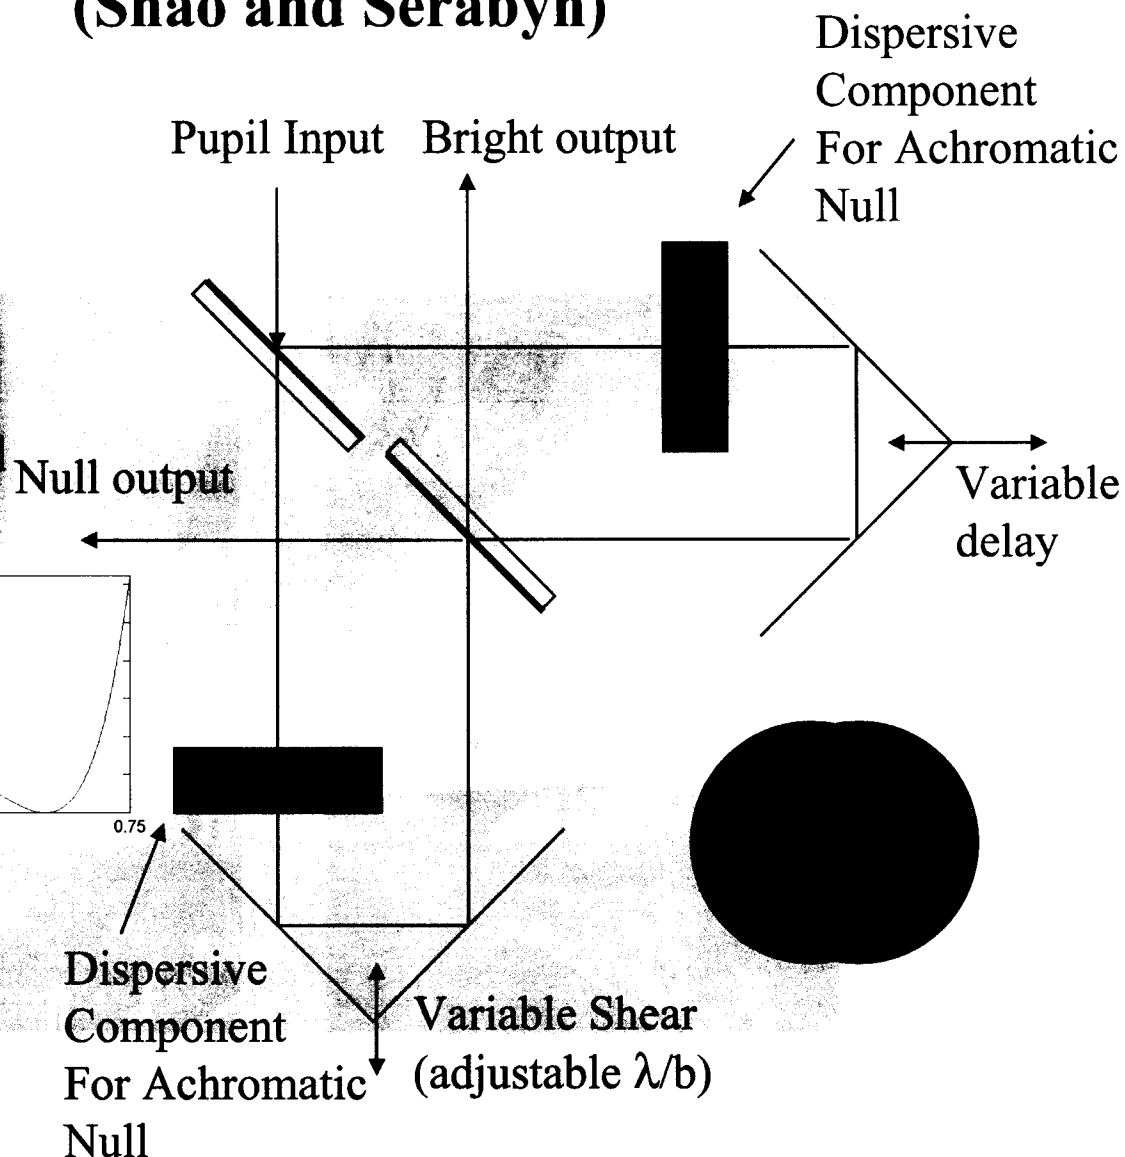 (Shao and Serabyn)
Dispersive
Component
For Achromatic
Null
Pupil Input
Bright output
Null output
Variable
delay
0.75
Dispersive
Component
For Achromatic
Null
Variable Shear
(adjustable λ/b)